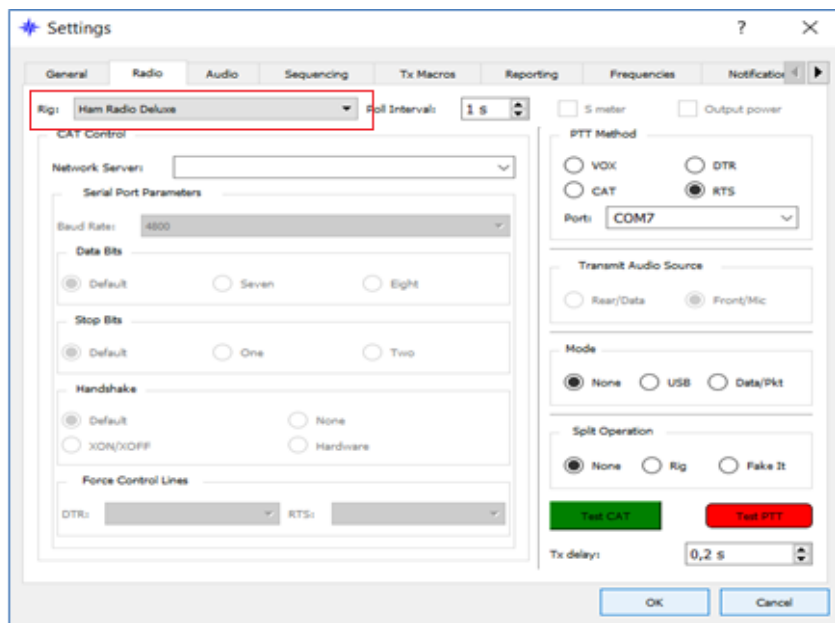 Settings
?
General Radio Audio Sequencing Tx Macros Reporting Frequencies Notification
Rig: Ham Radio Deluxe Poll Interval: 1 s S meter Output power
CAT Control
Network Server:
Serial Port Parameters
Baud Rate: 4800
Data Bits
Default Seven Eight
Stop Bits
Default One Two
Handshake
Default None
XON/XOFF Hardware
Force Control Lines
DTR: RTS:
PTT Method
VOX DTR
CAT RTS
Port: COM7
Transmit Audio Source
Rear/Data Front/Mic
Mode
None USB Data/Pkt
Split Operation
None Rig Fake It
Test CAT Test PTT
Tx delay: 0,2 s
OK Cancel